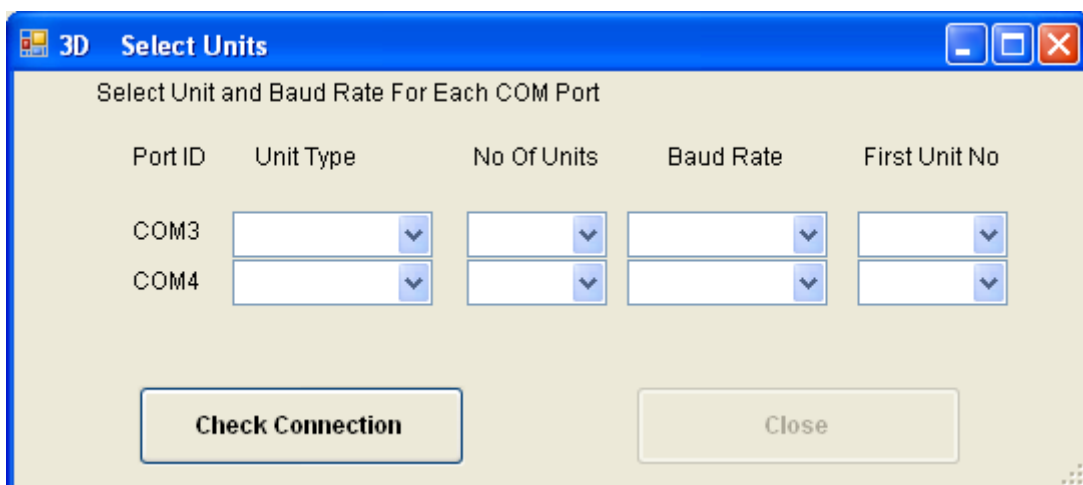 3D Select Units
Select Unit and Baud Rate For Each COM Port
Port ID Unit Type No Of Units Baud Rate First Unit No
COM3
COM4
Check Connection Close